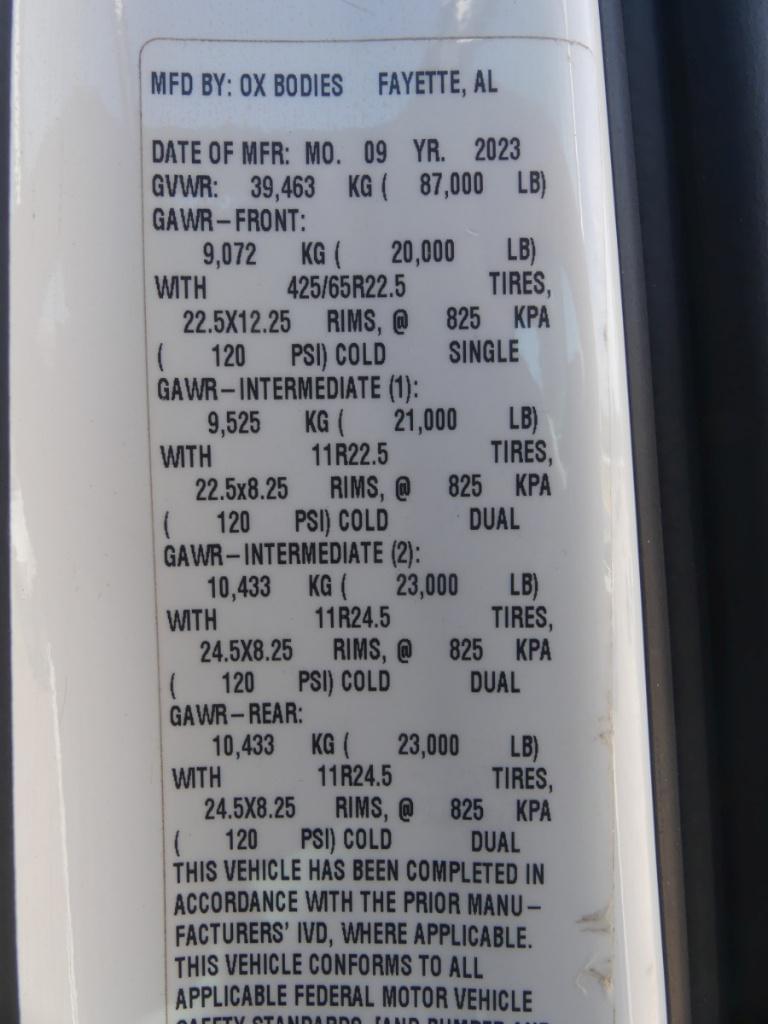 MFD BY: OX BODIES FAYETTE, AL
DATE OF MFR: MO. 09 YR. 2023
GVWR: 39,463 KG ( 87,000 LB)
GAWR-FRONT:
9,072 KG ( 20,000 LB)
WITH 425/65R22.5 TIRES,
22.5X12.25 RIMS, @ 825 KPA
( 120 PSI) COLD SINGLE
GAWR-INTERMEDIATE (1):
9,525 KG ( 21,000 LB)
WITH 11R22.5 TIRES,
22.5x8.25 RIMS, @ 825 KPA
( 120 PSI) COLD DUAL
GAWR-INTERMEDIATE (2):
10,433 KG ( 23,000 LB)
WITH 11R24.5 TIRES,
24.5X8.25 RIMS, @ 825 KPA
( 120 PSI) COLD DUAL
GAWR-REAR:
10,433 KG ( 23,000 LB)
WITH 11R24.5 TIRES,
24.5X8.25 RIMS, @ 825 KPA
( 120 PSI) COLD DUAL
THIS VEHICLE HAS BEEN COMPLETED IN
ACCORDANCE WITH THE PRIOR MANU-
FACTURERS' IVD, WHERE APPLICABLE.
THIS VEHICLE CONFORMS TO ALL
APPLICABLE FEDERAL MOTOR VEHICLE
SAFETY STANDARDS, [AND BUMPER AND